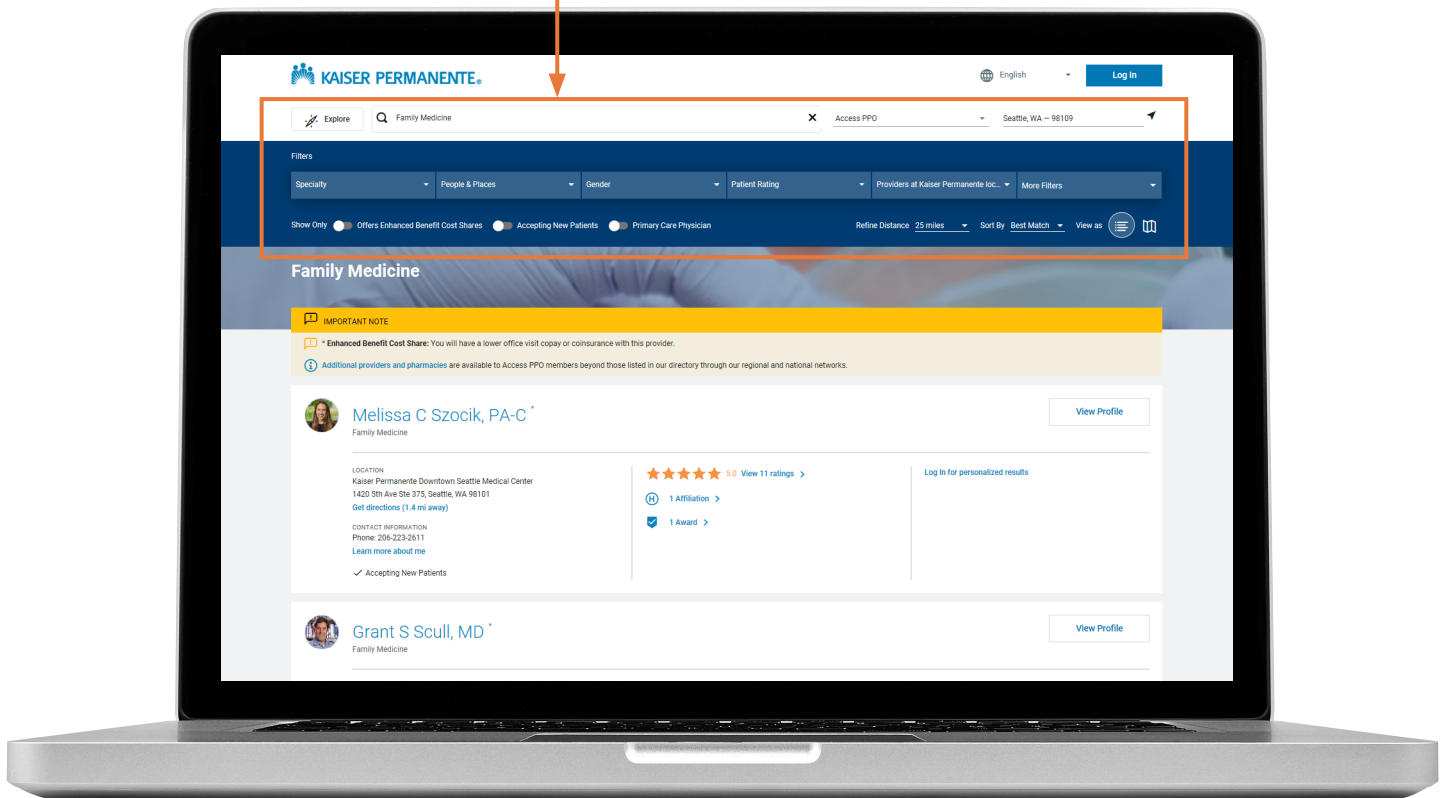 KAISER PERMANENTE®
English
Log In
Explore
Family Medicine
Access PPO
Seattle, WA – 98109
Filters
Specialty
People & Places
Gender
Patient Rating
Providers at Kaiser Permanente loc...
More Filters
Show Only
Offers Enhanced Benefit Cost Shares
Accepting New Patients
Primary Care Physician
Refine Distance 25 miles
Sort By Best Match
View as
Family Medicine
IMPORTANT NOTE
* Enhanced Benefit Cost Share: You will have a lower office visit copay or coinsurance with this provider.
Additional providers and pharmacies are available to Access PPO members beyond those listed in our directory through our regional and national networks.
Melissa C Szocik, PA-C *
View Profile
Family Medicine
LOCATION
Kaiser Permanente Downtown Seattle Medical Center
1420 5th Ave Ste 375, Seattle, WA 98101
Get directions (1.4 mi away)
CONTACT INFORMATION
Phone: 206-223-2611
Learn more about me
Accepting New Patients
5.0 View 11 ratings >
H 1 Affiliation >
1 Award >
Log In for personalized results
Grant S Scull, MD *
View Profile
Family Medicine